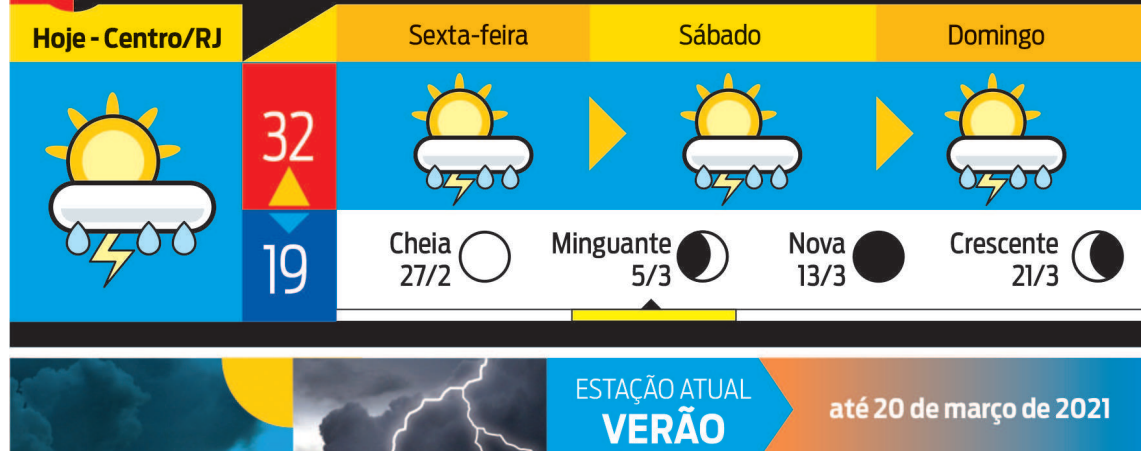 Hoje - Centro/RJ
Sexta-feira
Sábado
Domingo
32
19
Cheia
27/2
Minguante
5/3
Nova
13/3
Crescente
21/3
ESTAÇÃO ATUAL
VERÃO
até 20 de março de 2021